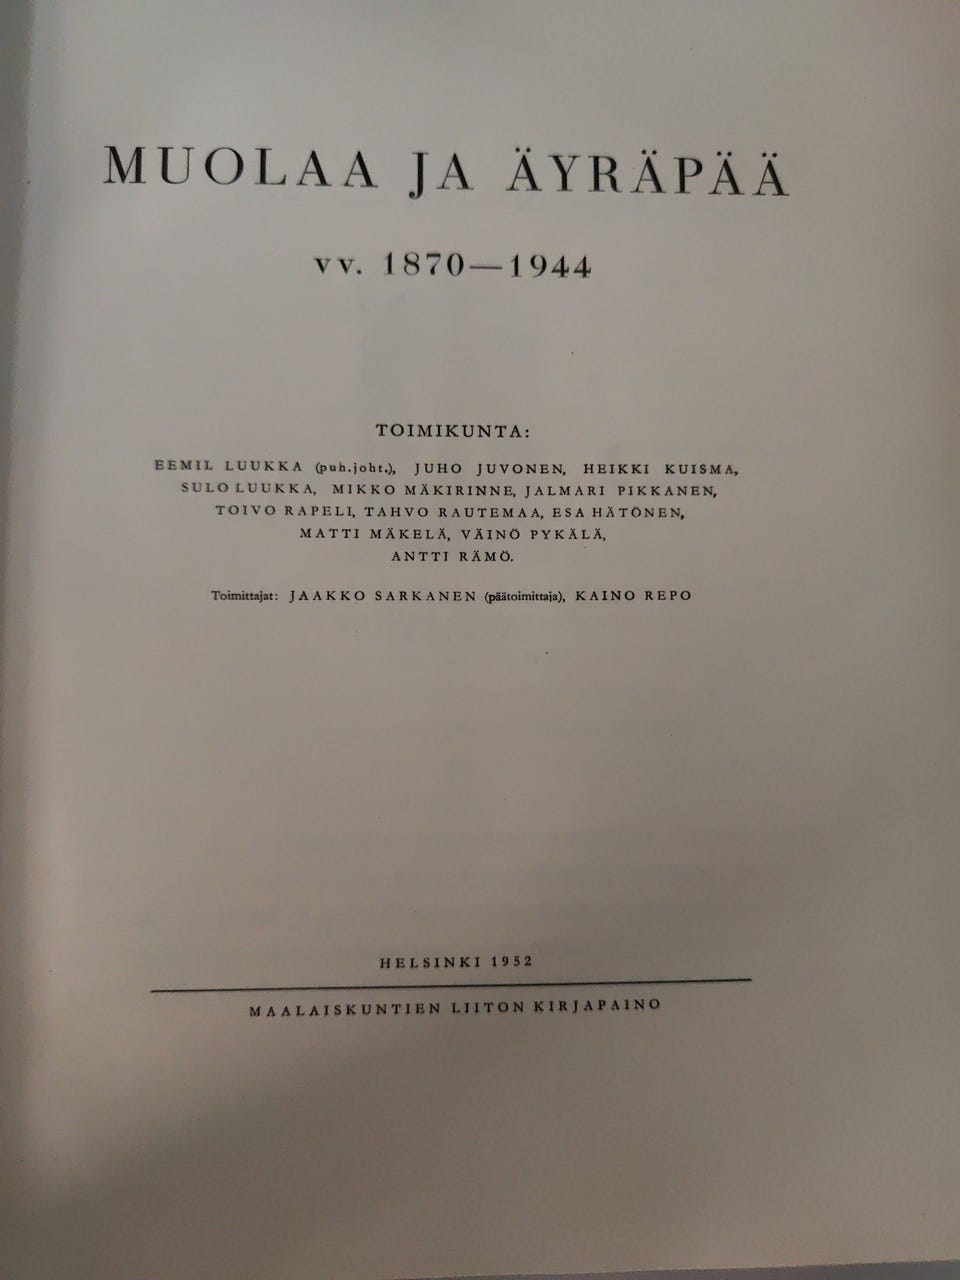 MUOLAA JA ÄYRÄPÄÄ
vv. 1870—1944
TOIMIKUNTA:
EEMIL LUUKKA (puh.joht.), JUHO JUVONEN, HEIKKI KUISMA,
SULO LUUKKA, MIKKO MÄKIRINNE, JALMARI PIKKANEN,
TOIVO RAPELI, TAHVO RAUTEMAA, ESA HÄTÖNEN,
MATTI MÄKELÄ, VÄINÖ PYKÄLÄ,
ANTTI RÄMÖ.
Toimittajat: JAAKKO SARKANEN (päätoimittaja), KAINO REPO
HELSINKI 1952
MAALAISKUNTIEN LIITON KIRJAPAINO